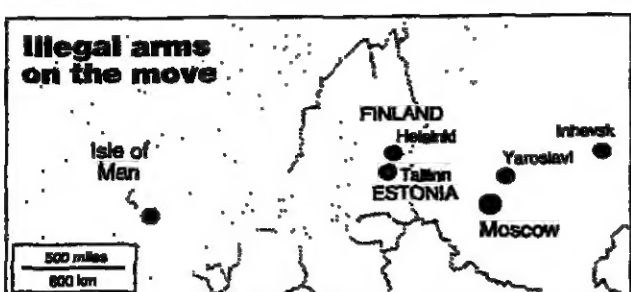 Illegal arms
on the move
FINLAND
Helsinki
Inhevsk
Isle of
Man
Yaroslavl
Tallinn
ESTONIA
Moscow
500 miles
800 km